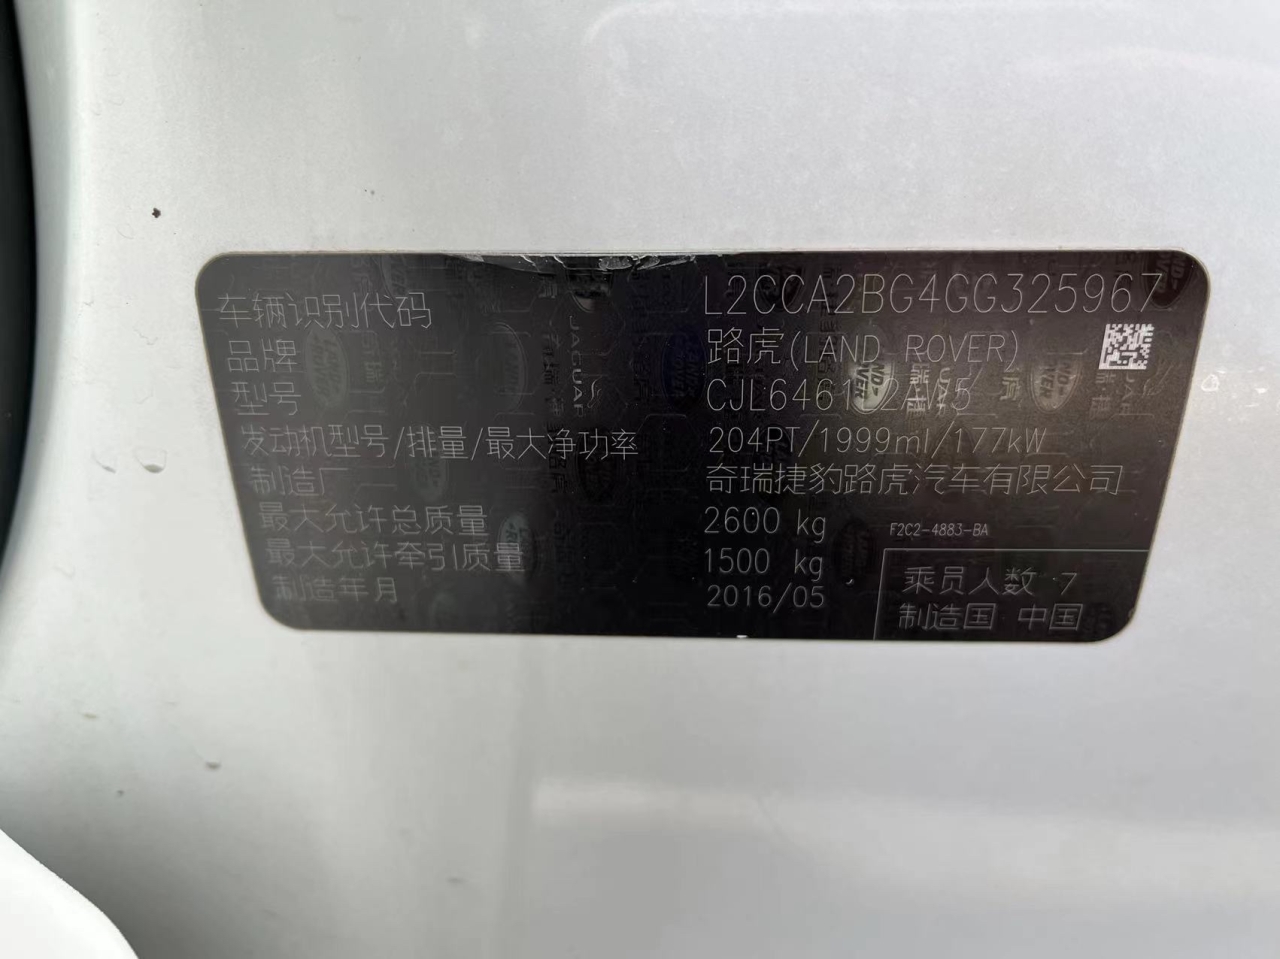 车辆识别代码 L2CCA2BG4GG325967
品牌 路虎(LAND ROVER)
型号
发动机型号/排量/最大净功率 204PT/1999ml/177kW
制造厂 奇瑞捷豹路虎汽车有限公司
最大允许总质量 2600 kg F2C2-4883-BA
最大允许牵引质量 1500 kg
制造年月 2016/05
乘员人数 7
制造国 中国